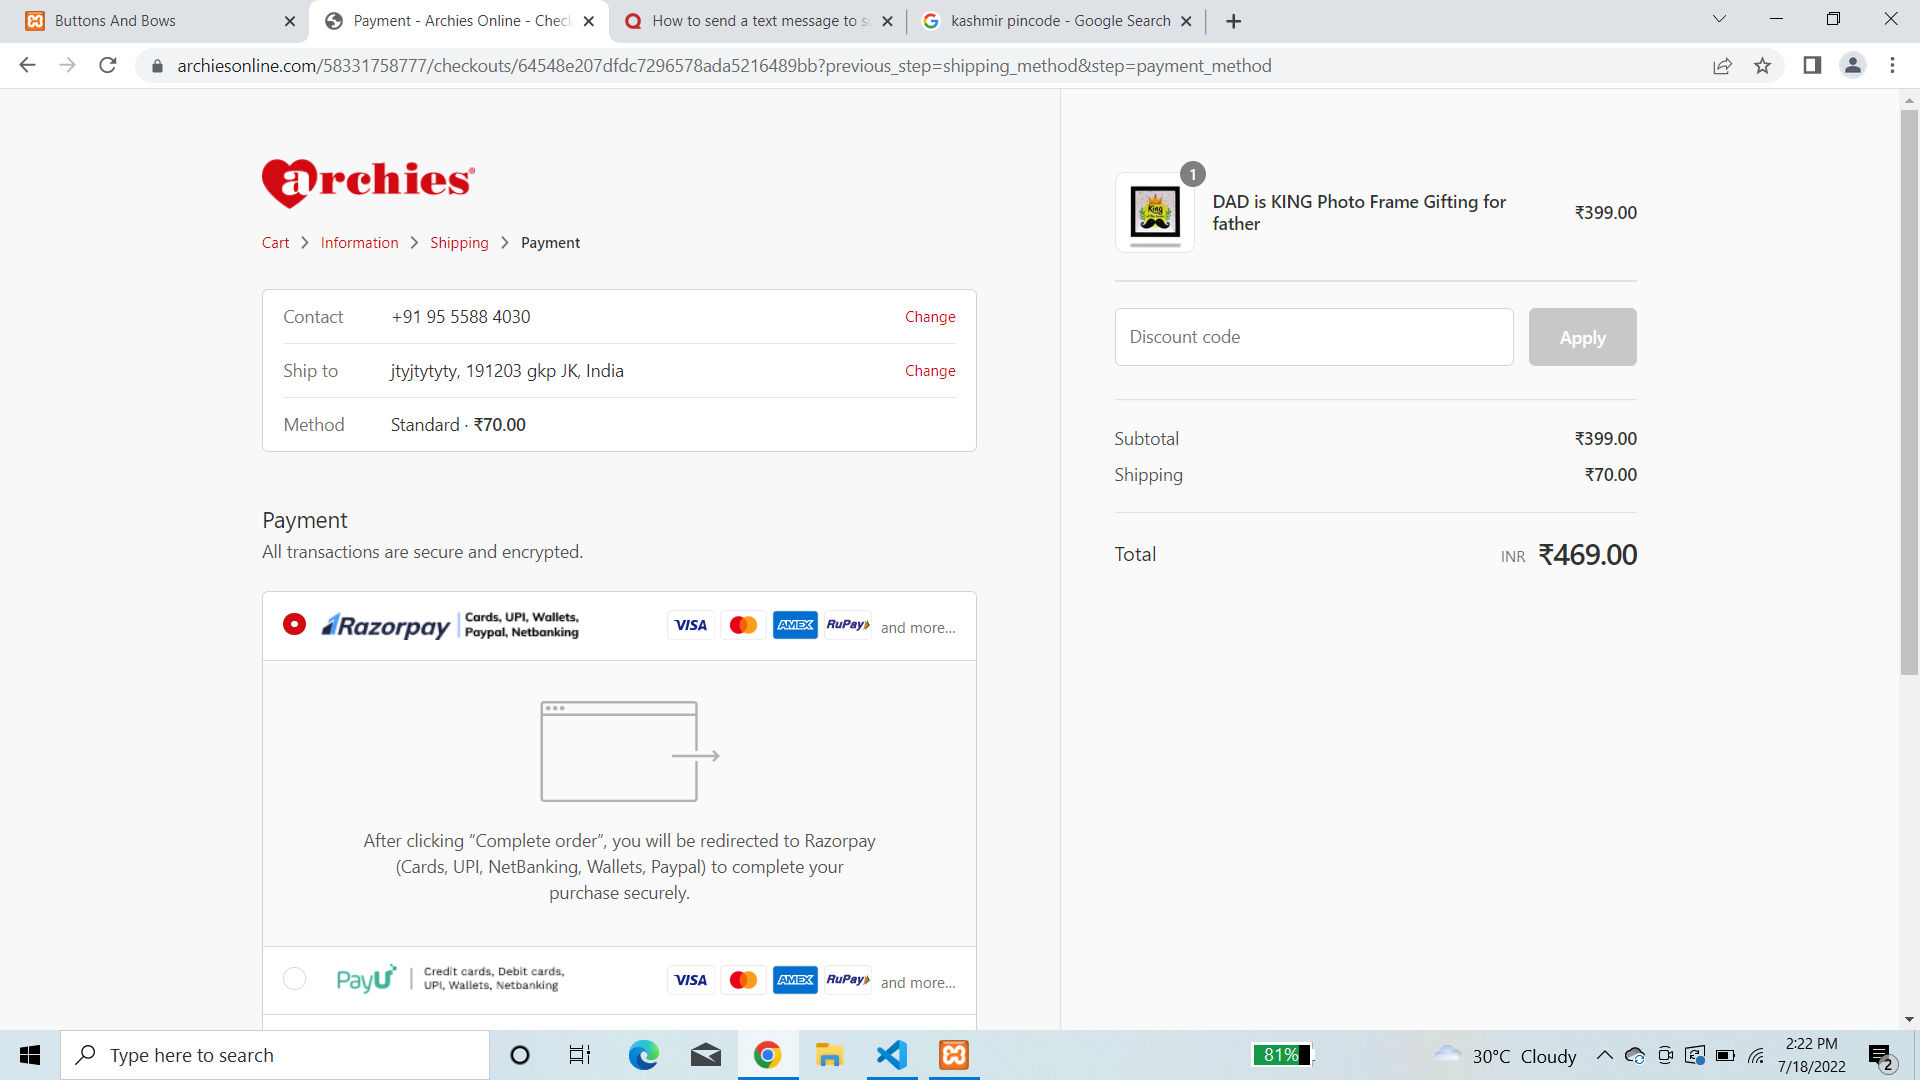 Buttons And Bows
Payment - Archies Online - Chec
How to send a text message to s
kashmir pincode - Google Search
archiesonline.com/58331758777/checkouts/64548e207dfdc7296578ada5216489bb?previous_step=shipping_method&step=payment_method
archies®
Cart > Information > Shipping > Payment
Contact +91 95 5588 4030 Change
Ship to jtyjtytyty, 191203 gkp JK, India Change
Method Standard · ₹70.00
Payment
All transactions are secure and encrypted.
Razorpay | Cards, UPI, Wallets,
Paypal, Netbanking
VISA AMEX RuPay and more...
After clicking “Complete order”, you will be redirected to Razorpay
(Cards, UPI, NetBanking, Wallets, Paypal) to complete your
purchase securely.
PayU | Credit cards, Debit cards,
UPI, Wallets, Netbanking
VISA AMEX RuPay and more...
1
King
DAD is KING Photo Frame Gifting for
father
₹399.00
Discount code
Apply
Subtotal ₹399.00
Shipping ₹70.00
Total INR ₹469.00
Type here to search
81%
30°C Cloudy
2:22 PM
7/18/2022
2